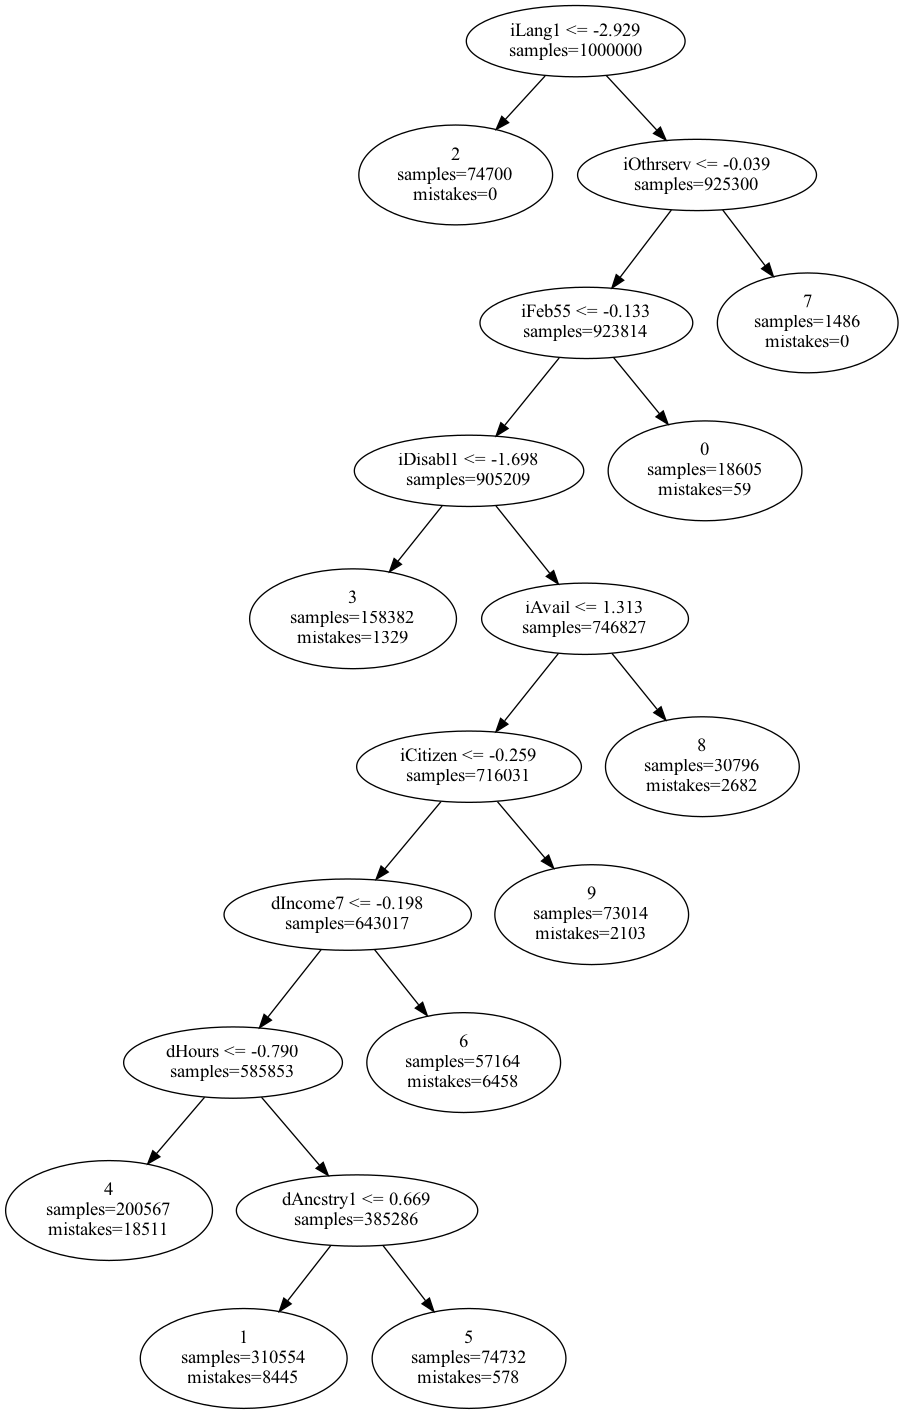 iLang1 <= -2.929
samples=1000000
2
samples=74700
mistakes=0
iOthrserv <= -0.039
samples=925300
iFeb55 <= -0.133
samples=923814
7
samples=1486
mistakes=0
iDisabl1 <= -1.698
samples=905209
0
samples=18605
mistakes=59
3
samples=158382
mistakes=1329
iAvail <= 1.313
samples=746827
iCitizen <= -0.259
samples=716031
8
samples=30796
mistakes=2682
dIncome7 <= -0.198
samples=643017
9
samples=73014
mistakes=2103
dHours <= -0.790
samples=585853
6
samples=57164
mistakes=6458
4
samples=200567
mistakes=18511
dAncstry1 <= 0.669
samples=385286
1
samples=310554
mistakes=8445
5
samples=74732
mistakes=578